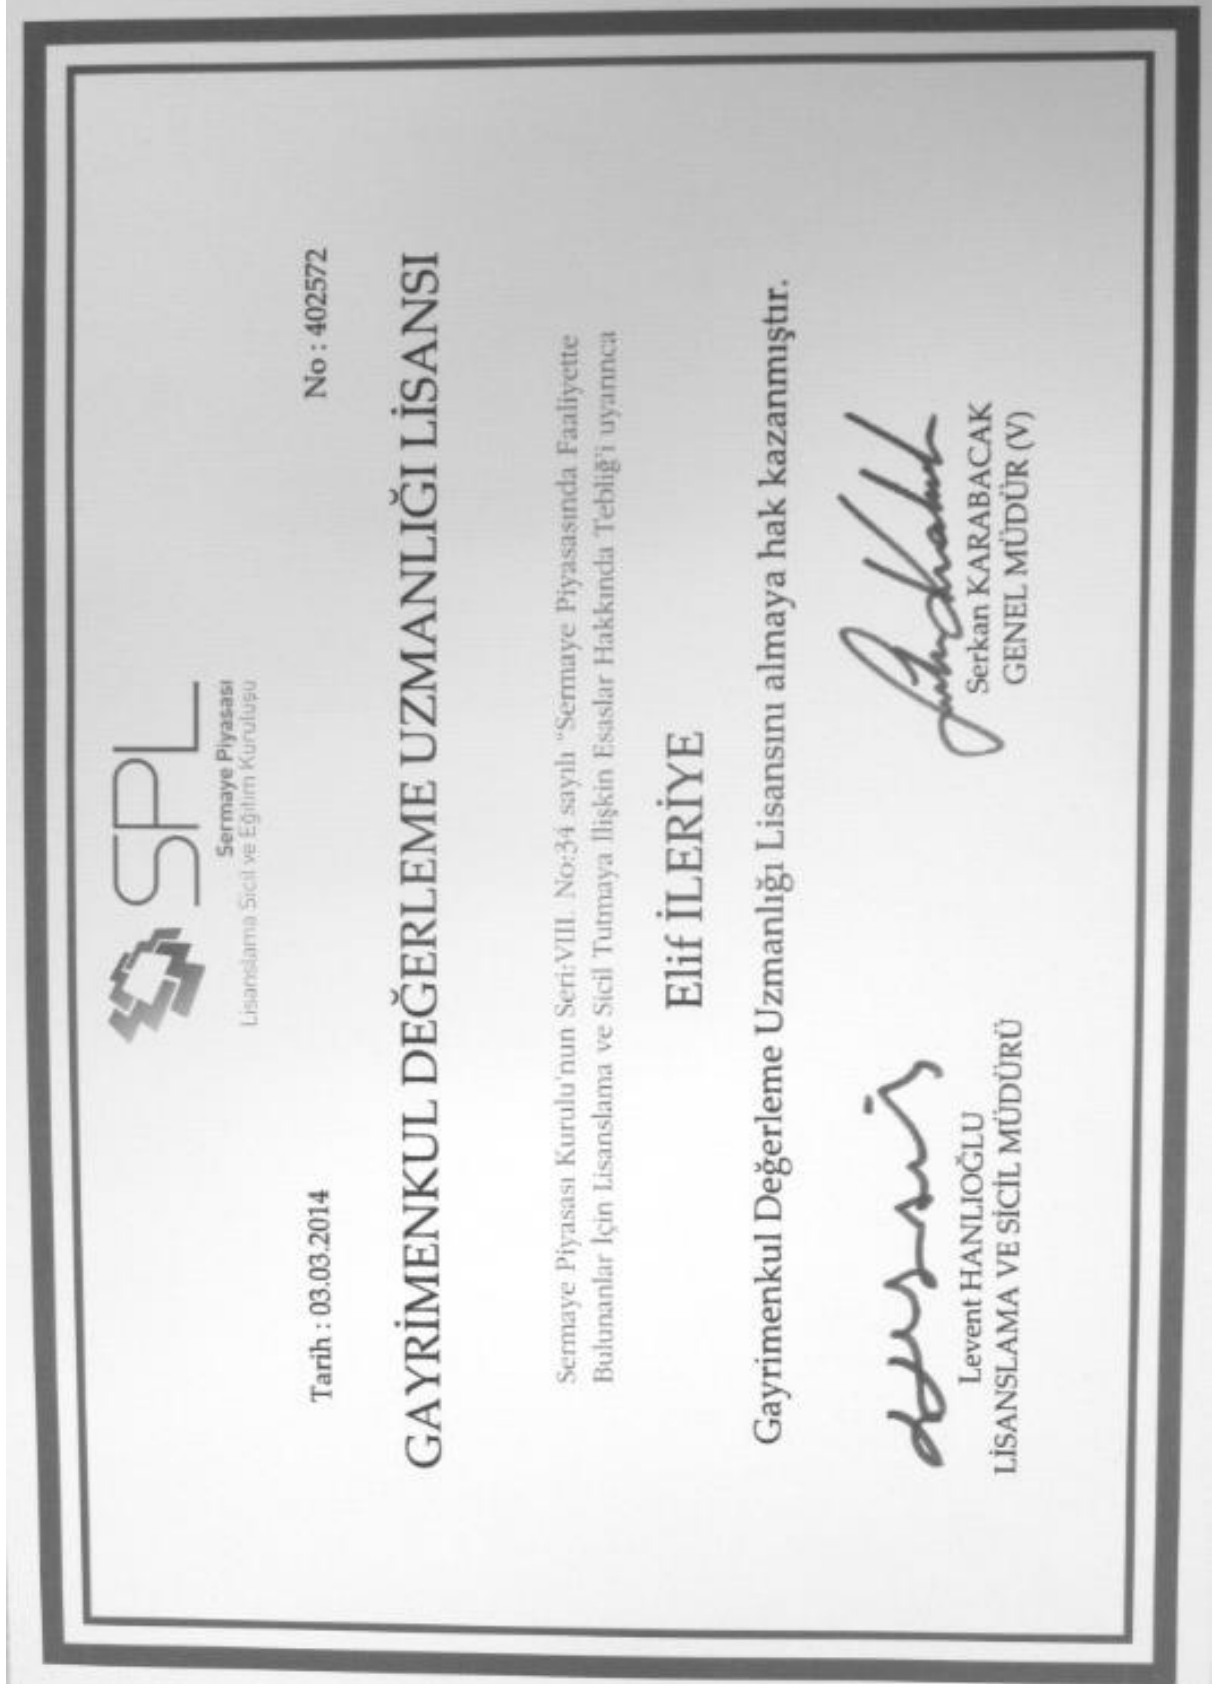 SPL
Sermaye Piyasası
Lisanslama Sicil ve Eğitim Kuruluşu
Tarih : 03.03.2014
No : 402572
GAYRİMENKUL DEĞERLEME UZMANLIĞI LİSANSI
Sermaye Piyasası Kurulu'nun Seri:VIII. No:34 sayılı "Sermaye Piyasasında Faaliyette
Bulunanlar İçin Lisanslama ve Sicil Tutmaya İlişkin Esaslar Hakkında Tebliğ'i uyarınca
Elif İLERİYE
Gayrimenkul Değerleme Uzmanlığı Lisansını almaya hak kazanmıştır.
Levent HANLIOĞLU
LİSANSLAMA VE SİCİL MÜDÜRÜ
Serkan KARABACAK
GENEL MÜDÜR (V)